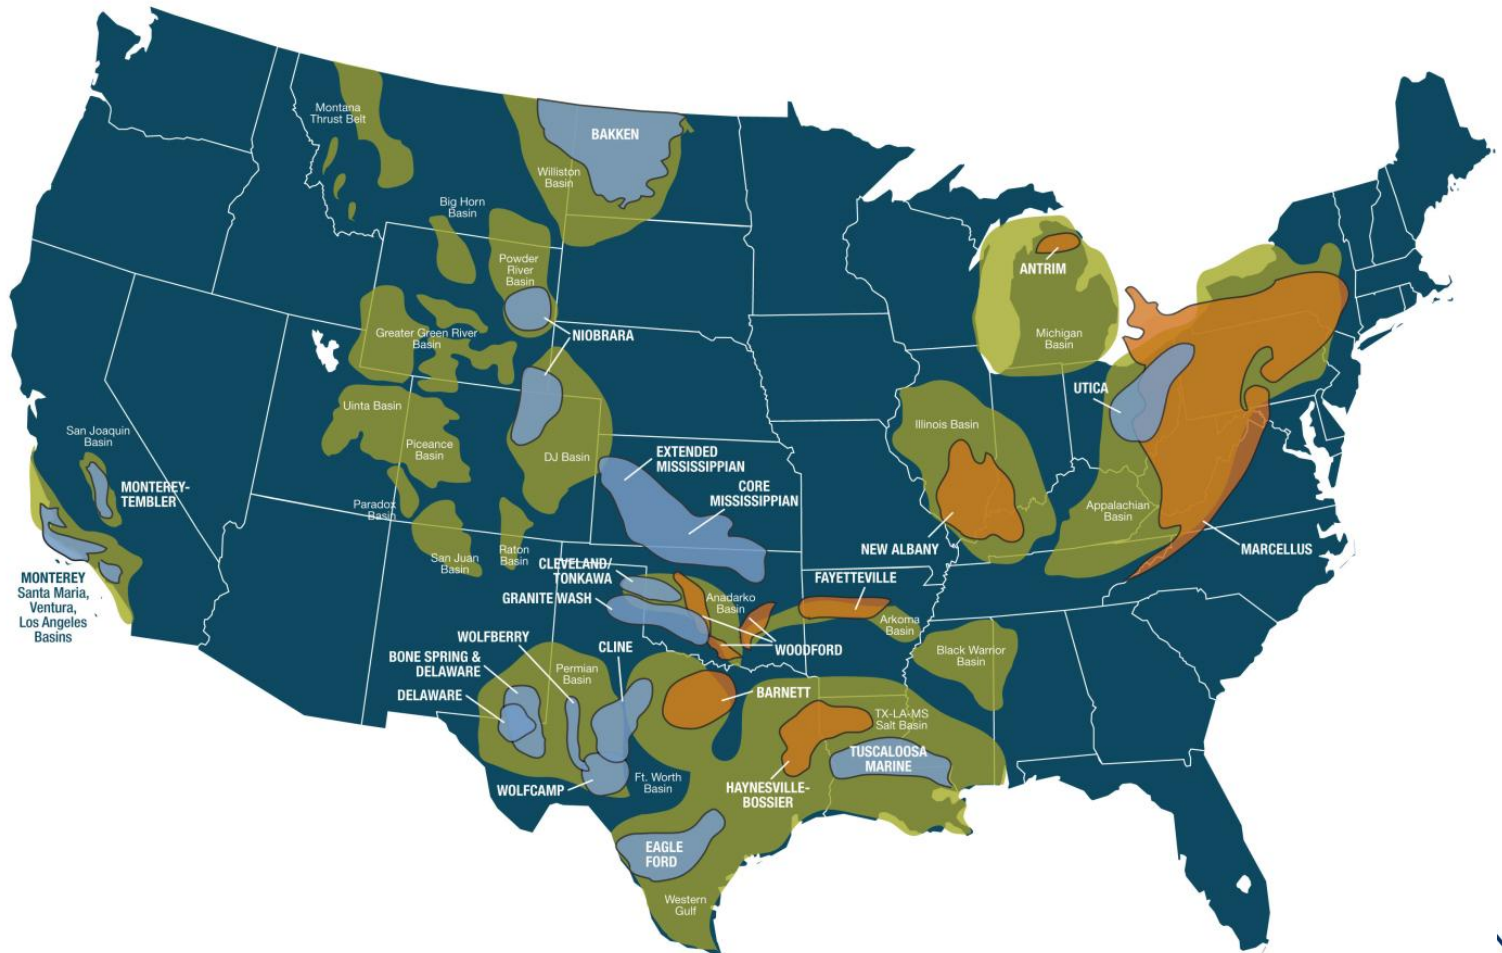 Montana
Thrust Belt
BAKKEN
Williston
Basin
Big Horn
Basin
Powder
River
Basin
ANTRIM
Michigan
Basin
Greater Green River
Basin
NIOBRARA
UTICA
Uinta Basin
Illinois Basin
San Joaquin
Basin
Piceance
Basin
DJ Basin
EXTENDED
MISSISSIPPIAN
MONTEREY-
TEMBLER
CORE
MISSISSIPPIAN
Paradox
Basin
Appalachian
Basin
San Juan
Basin
Raton
Basin
NEW ALBANY
MARCELLUS
CLEVELAND/
TONKAWA
FAYETTEVILLE
MONTEREY
Santa Maria,
Ventura,
Los Angeles
Basins
GRANITE WASH
Anadarko
Basin
Arkoma
Basin
WOLFBERRY
CLINE
WOODFORD
Black Warrior
Basin
BONE SPRING &
DELAWARE
Permian
Basin
DELAWARE
BARNETT
TX-LA-MS
Salt Basin
TUSCALOOSA
MARINE
WOLFCAMP
Ft. Worth
Basin
HAYNESVILLE-
BOSSIER
EAGLE
FORD
Western
Gulf